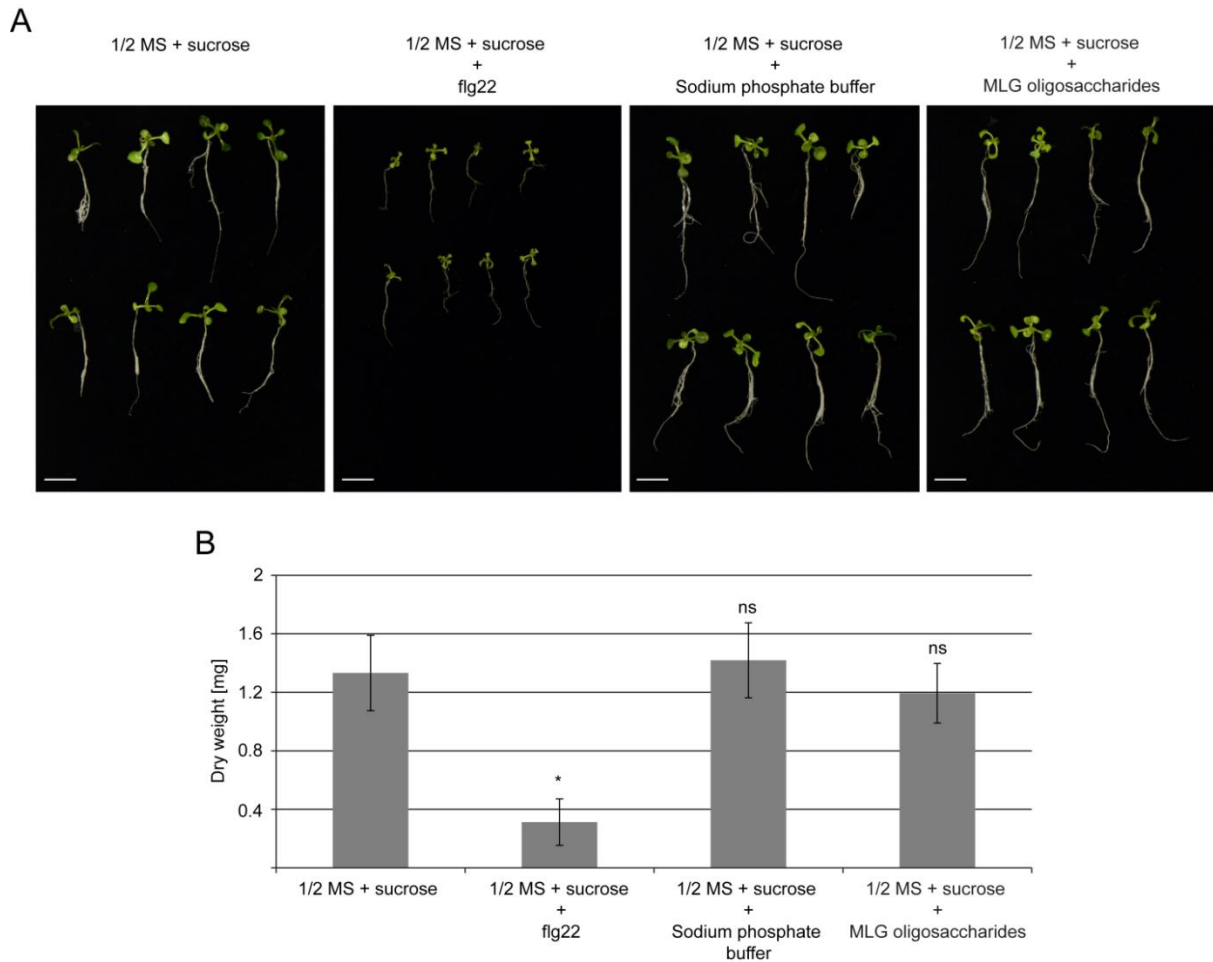 A
1/2 MS + sucrose
1/2 MS + sucrose
+
flg22
1/2 MS + sucrose
+
Sodium phosphate buffer
1/2 MS + sucrose
+
MLG oligosaccharides
B
Dry weight [mg]
2
1.6
1.2
0.8
0.4
*
ns
ns
1/2 MS + sucrose
1/2 MS + sucrose
+
flg22
1/2 MS + sucrose
+
Sodium phosphate
buffer
1/2 MS + sucrose
+
MLG oligosaccharides